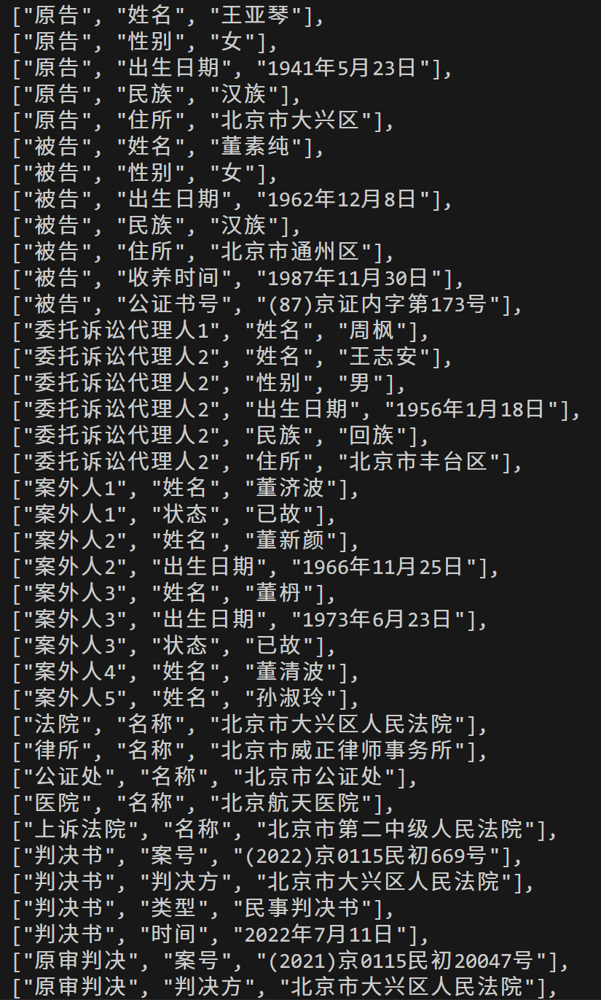 ["原告", "姓名", "王亚琴"],
["原告", "性别", "女"],
["原告", "出生日期", "1941年5月23日"],
["原告", "民族", "汉族"],
["原告", "住所", "北京市大兴区"],
["被告", "姓名", "董素纯"],
["被告", "性别", "女"],
["被告", "出生日期", "1962年12月8日"],
["被告", "民族", "汉族"],
["被告", "住所", "北京市通州区"],
["被告", "收养时间", "1987年11月30日"],
["被告", "公证书号", "(87)京证内字第173号"],
["委托诉讼代理人1", "姓名", "周枫"],
["委托诉讼代理人2", "姓名", "王志安"],
["委托诉讼代理人2", "性别", "男"],
["委托诉讼代理人2", "出生日期", "1956年1月18日"],
["委托诉讼代理人2", "民族", "回族"],
["委托诉讼代理人2", "住所", "北京市丰台区"],
["案外人1", "姓名", "董济波"],
["案外人1", "状态", "已故"],
["案外人2", "姓名", "董新颜"],
["案外人2", "出生日期", "1966年11月25日"],
["案外人3", "姓名", "董枬"],
["案外人3", "出生日期", "1973年6月23日"],
["案外人3", "状态", "已故"],
["案外人4", "姓名", "董清波"],
["案外人5", "姓名", "孙淑玲"],
["法院", "名称", "北京市大兴区人民法院"],
["律所", "名称", "北京市威正律师事务所"],
["公证处", "名称", "北京市公证处"],
["医院", "名称", "北京航天医院"],
["上诉法院", "名称", "北京市第二中级人民法院"],
["判决书", "案号", "(2022)京0115民初669号"],
["判决书", "判决方", "北京市大兴区人民法院"],
["判决书", "类型", "民事判决书"],
["判决书", "时间", "2022年7月11日"],
["原审判决", "案号", "(2021)京0115民初20047号"],
["原审判决", "判决方", "北京市大兴区人民法院"],